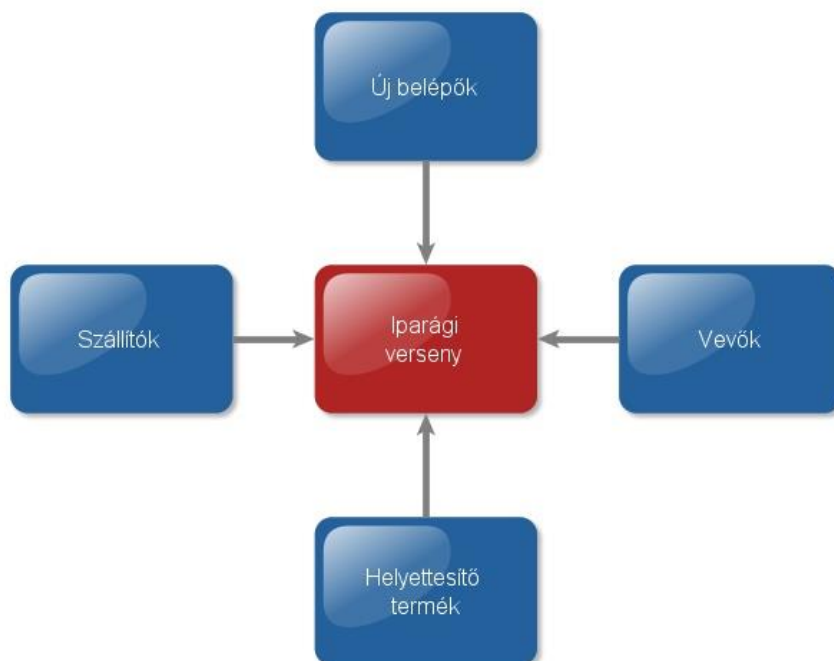 Új belépők
Szállítók
Iparági
verseny
Vevők
Helyettesítő
termék